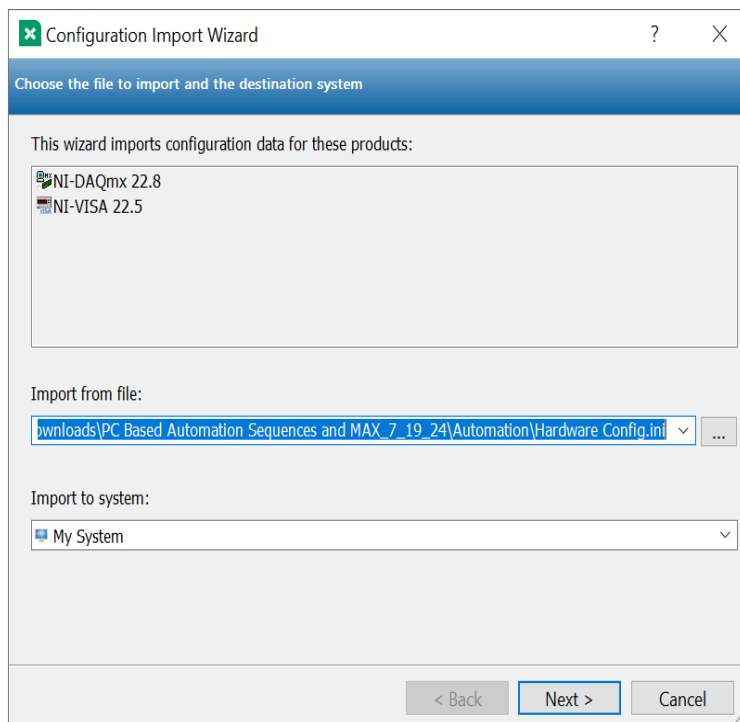 Configuration Import Wizard
?
Choose the file to import and the destination system
This wizard imports configuration data for these products:
NI-DAQmx 22.8
NI-VISA 22.5
Import from file:
ownloads\PC Based Automation Sequences and MAX_7_19_24\Automation\Hardware Config.ini
...
Import to system:
My System
< Back
Next >
Cancel